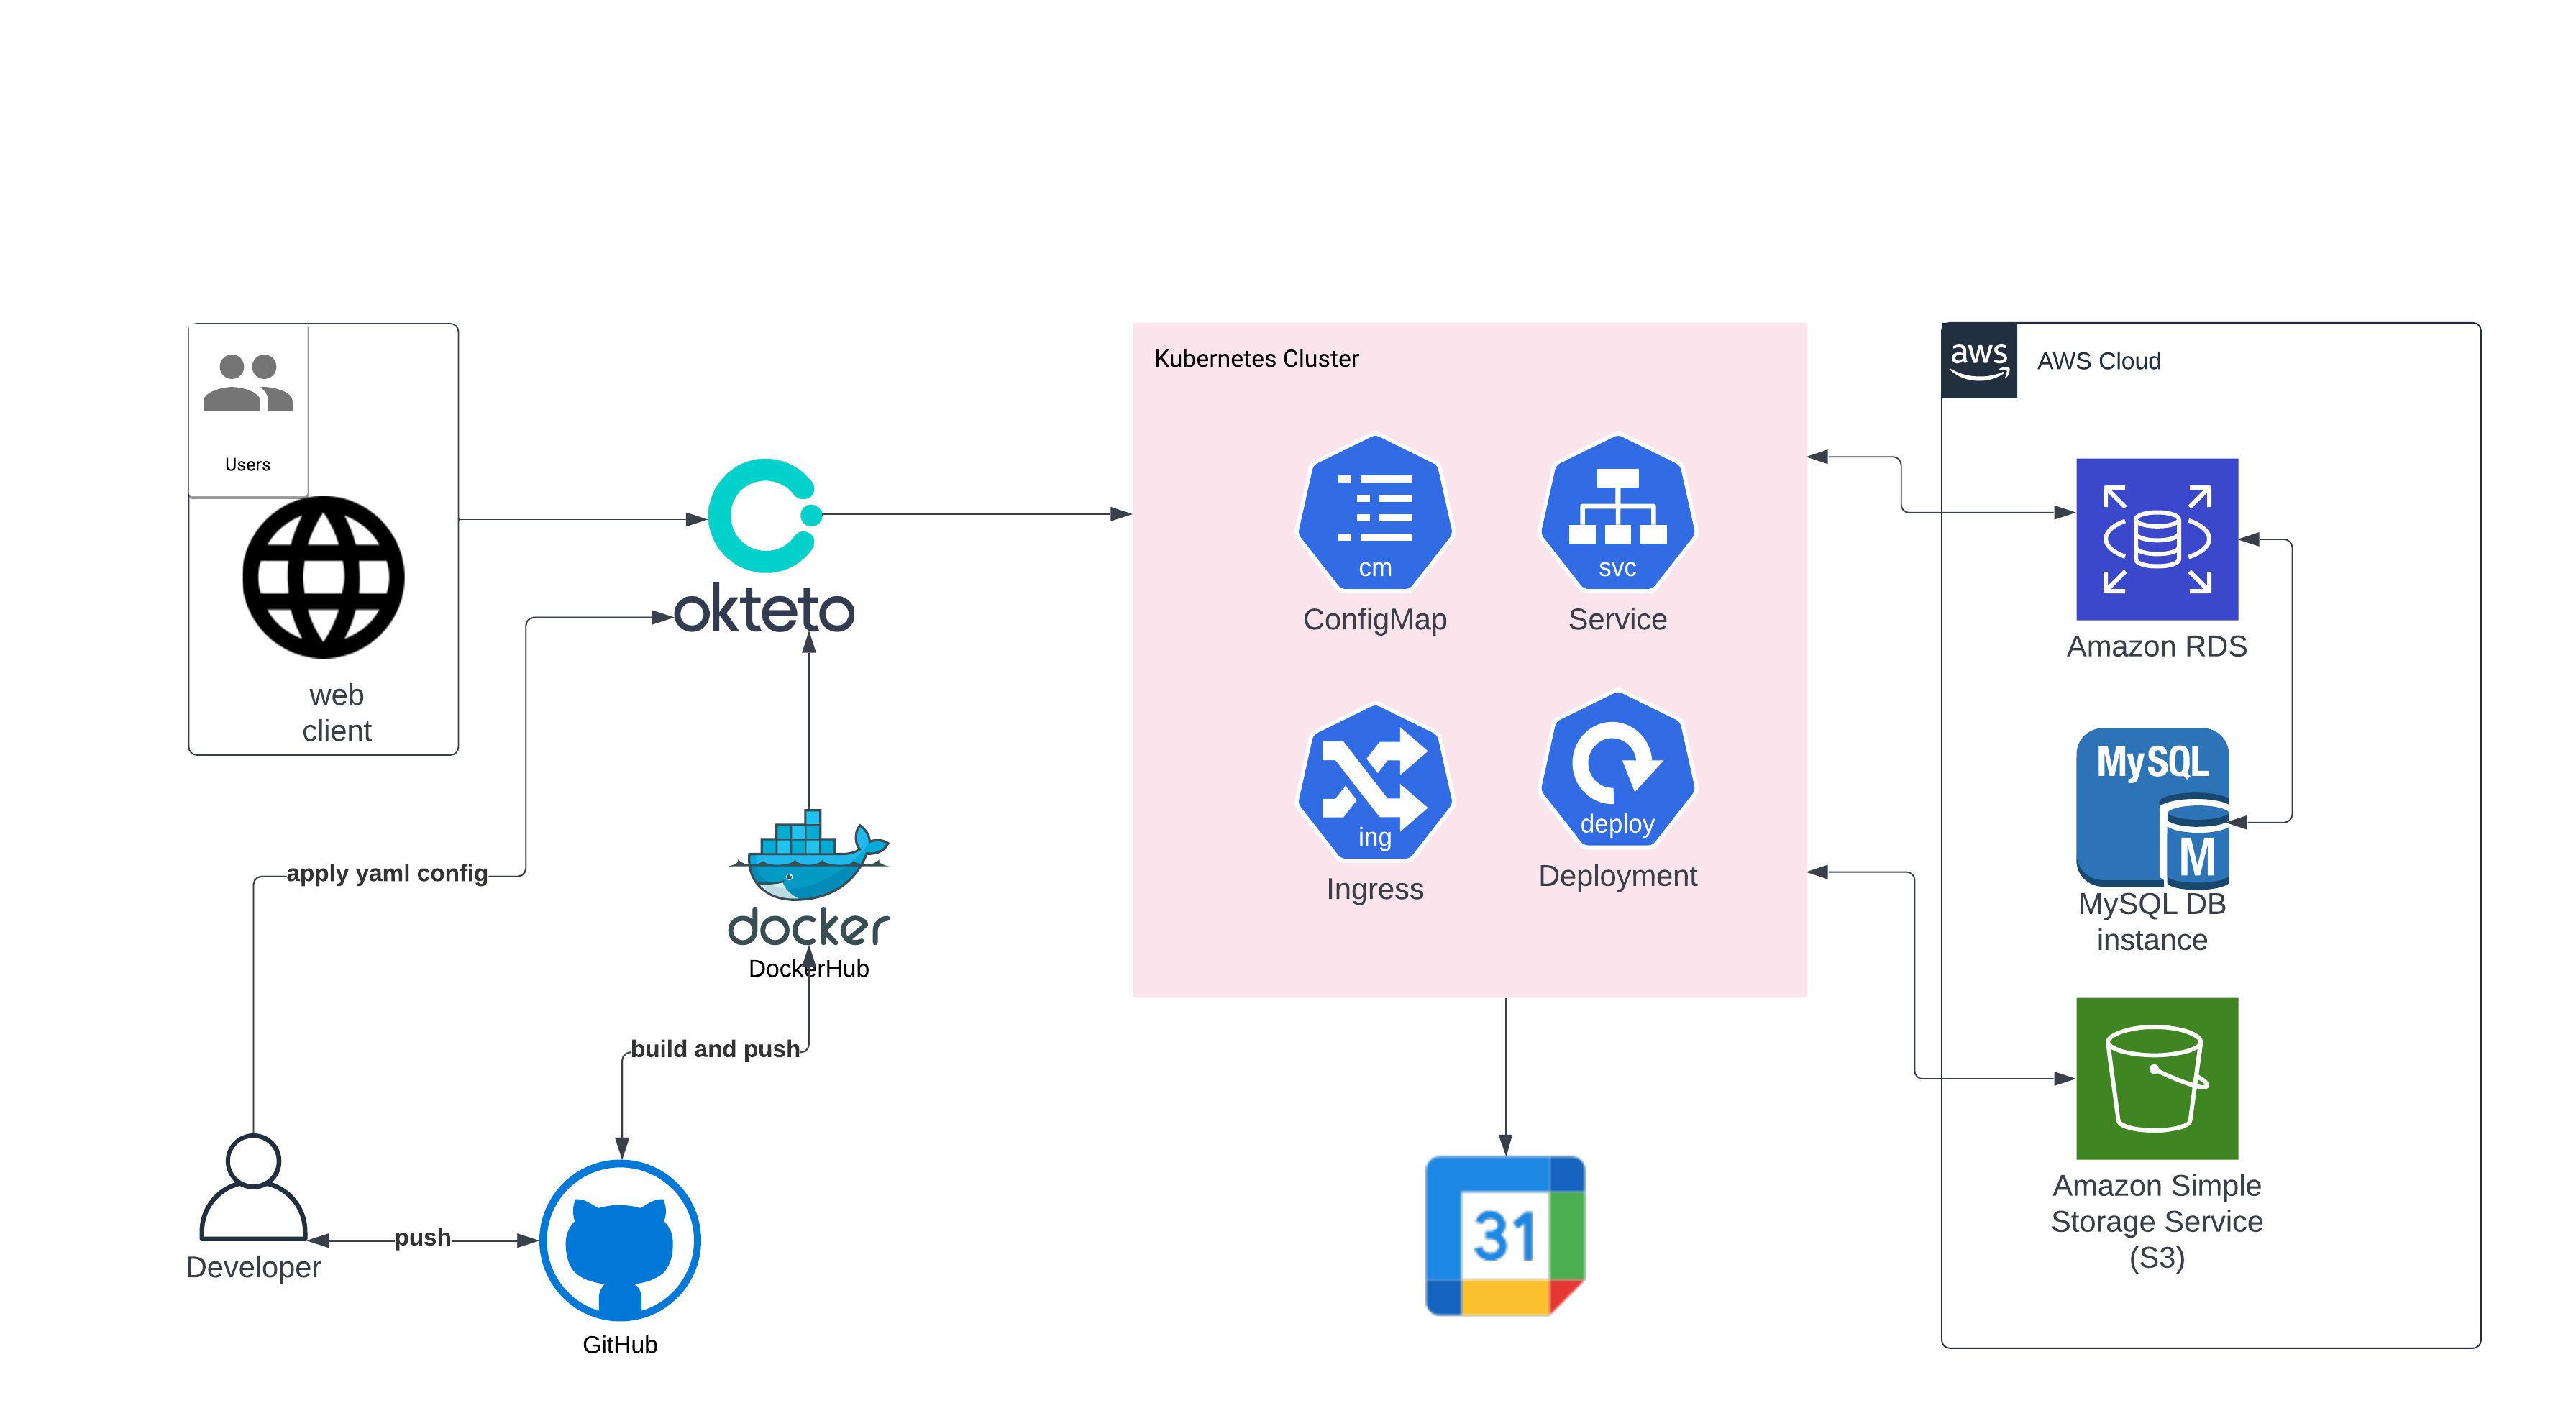 Users
web
client
okteto
apply yaml config
docker
DockerHub
build and push
Developer
push
GitHub
Kubernetes Cluster
cm
ConfigMap
svc
Service
ing
Ingress
deploy
Deployment
31
aws
AWS Cloud
Amazon RDS
MySQL
M
MySQL DB
instance
Amazon Simple
Storage Service
(S3)